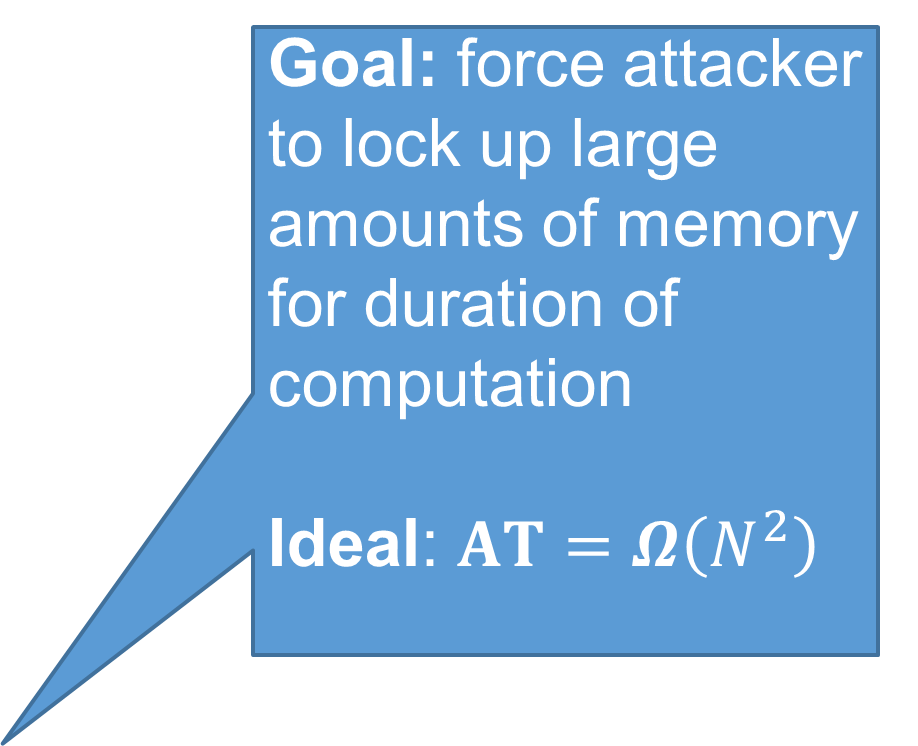 Goal: force attacker
to lock up large
amounts of memory
for duration of
computation
Ideal: AT = Ω(N²)